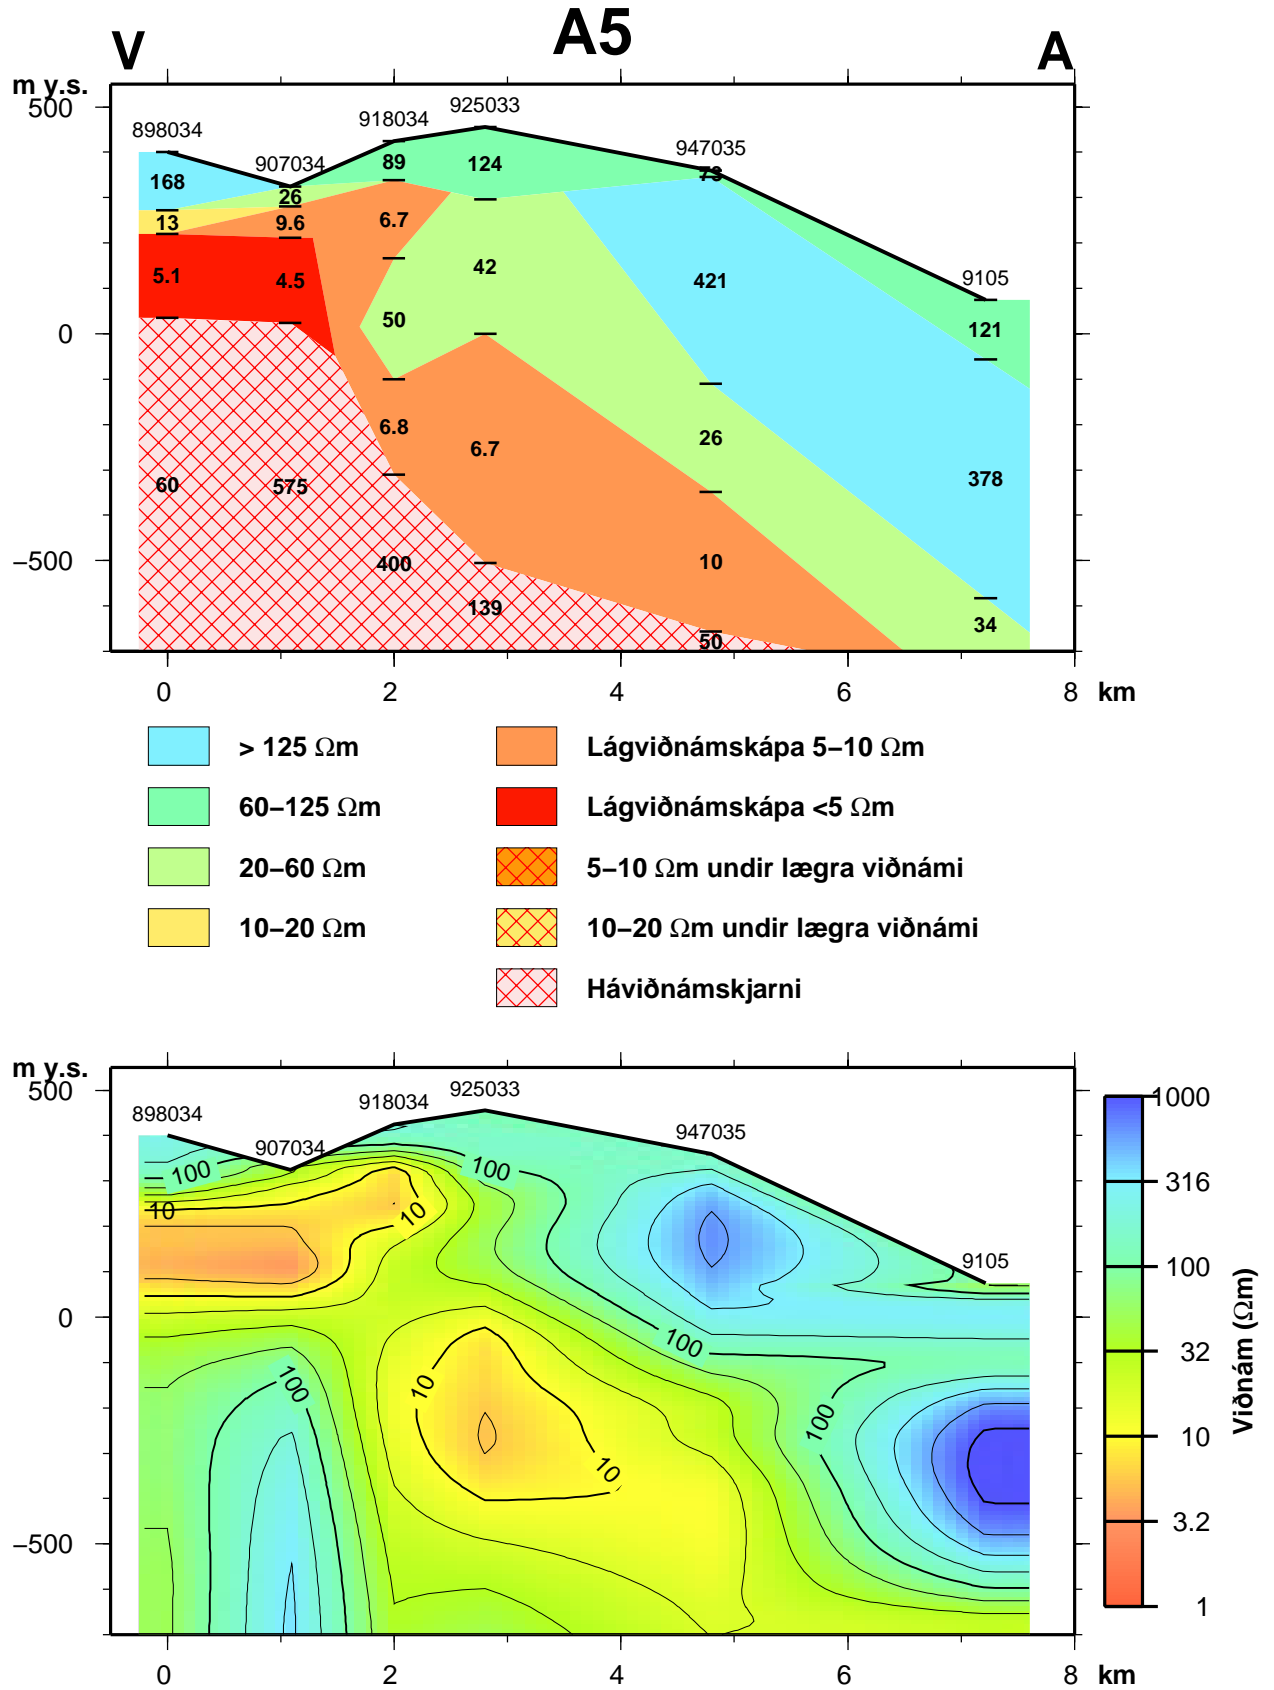 A5
V A
m y.s.
500
898034 907034 918034 925033 947035 9105
168 26 89 124 73
13 9.6 6.7 42 421 121
5.1 4.5 50
0
6.8 6.7 26 378
60 575 400 139 10 34
50
−500
0 2 4 6 8 km
> 125 Ωm
60−125 Ωm
20−60 Ωm
10−20 Ωm
Lágviðnámskápa 5−10 Ωm
Lágviðnámskápa <5 Ωm
5−10 Ωm undir lægra viðnámi
10−20 Ωm undir lægra viðnámi
Háviðnámskjarni
m y.s.
500
898034 907034 918034 925033 947035 9105
100 100
10 10
0
100
100 10 100
10
−500
0 2 4 6 8 km
1000
316
100
32
10
3.2
1
Viðnám (Ωm)